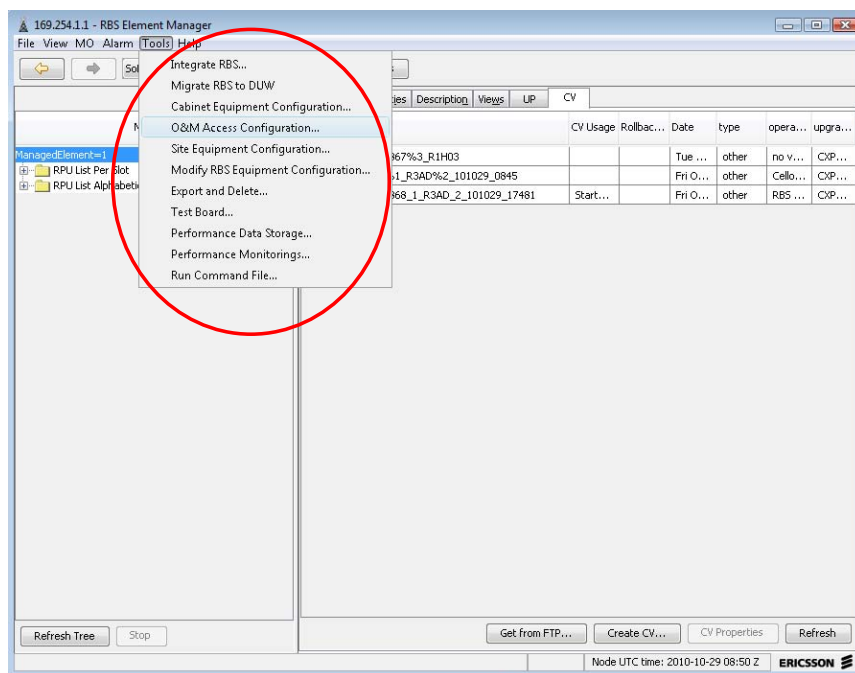 169.254.1.1 - RBS Element Manager
File View MO Alarm Tools Help
Integrate RBS...
Migrate RBS to DUW
Cabinet Equipment Configuration...
O&M Access Configuration...
Site Equipment Configuration...
Modify RBS Equipment Configuration...
Export and Delete...
Test Board...
Performance Data Storage...
Performance Monitorings...
Run Command File...
Description Views UP CV
CV Usage Rollbac... Date type opera... upgra...
ManagedElement=1
RPU List Per Slot
RPU List Alphabeti
867%3_R1H03 Tue ... other no v... CXP...
1_R3AD%2_101029_0845 Fri O... other Cello... CXP...
868_1_R3AD_2_101029_17481 Start... Fri O... other RBS ... CXP...
Refresh Tree Stop
Get from FTP... Create CV... CV Properties Refresh
Node UTC time: 2010-10-29 08:50 Z ERICSSON